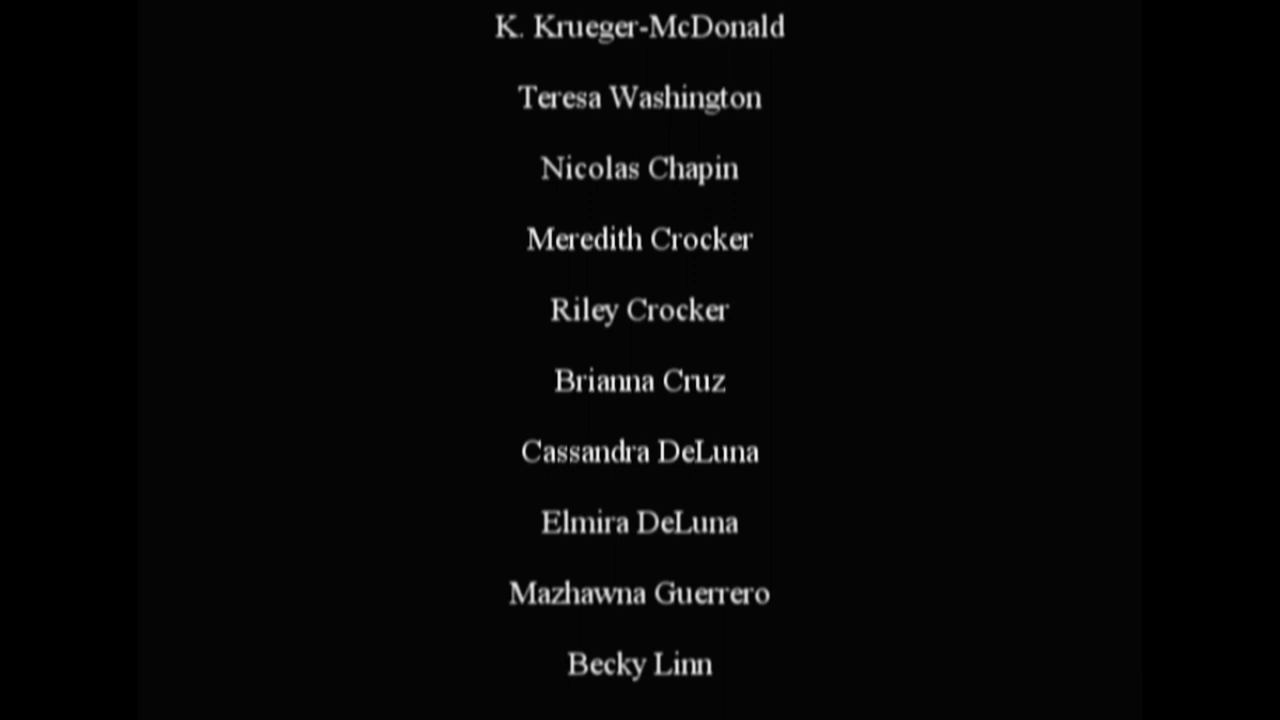 K. Krueger-McDonald
Teresa Washington
Nicolas Chapin
Meredith Crocker
Riley Crocker
Brianna Cruz
Cassandra DeLuna
Elmira DeLuna
Mazhawna Guerrero
Becky Linn